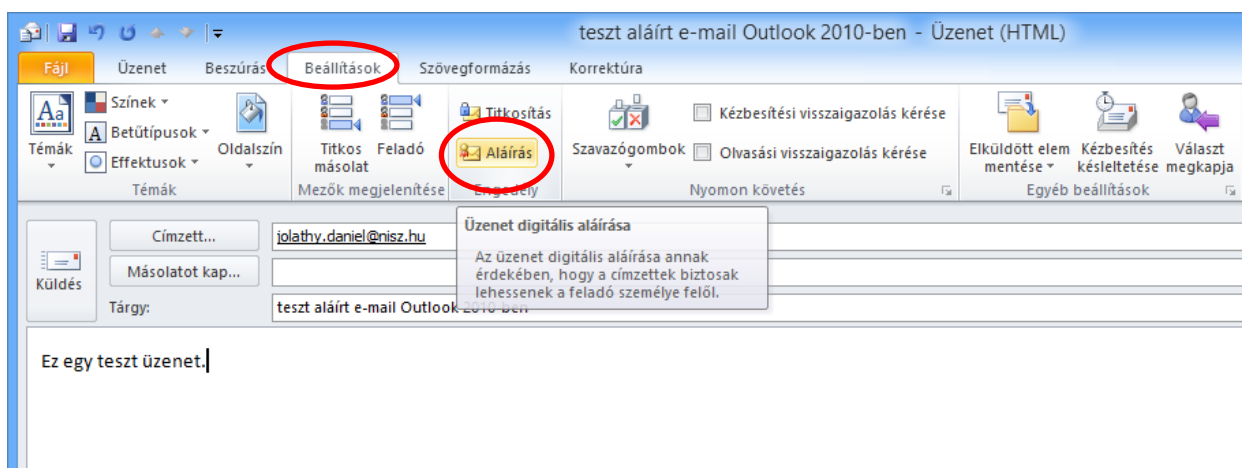 teszt aláírt e-mail Outlook 2010-ben - Üzenet (HTML)
Fájl Üzenet Beszúrás Beállítások Szövegformázás Korrektúra
Aa Színek Titkosítás Kézbesítési visszaigazolás kérése
A Betűtípusok
Témák Effektusok Oldalszín Titkos másolat Feladó Aláírás Szavazógombok Olvasási visszaigazolás kérése Elküldött elem mentése Kézbesítés késleltetése Választ megkapja
Témák Mezők megjelenítése Engedély Nyomon követés Egyéb beállítások
Küldés
Címzett... jolathy.daniel@nisz.hu
Másolatot kap...
Tárgy: teszt aláírt e-mail Outlook 2010-ben
Üzenet digitális aláírása
Az üzenet digitális aláírása annak
érdekében, hogy a címzettek biztosak
lehessenek a feladó személye felől.
Ez egy teszt üzenet.